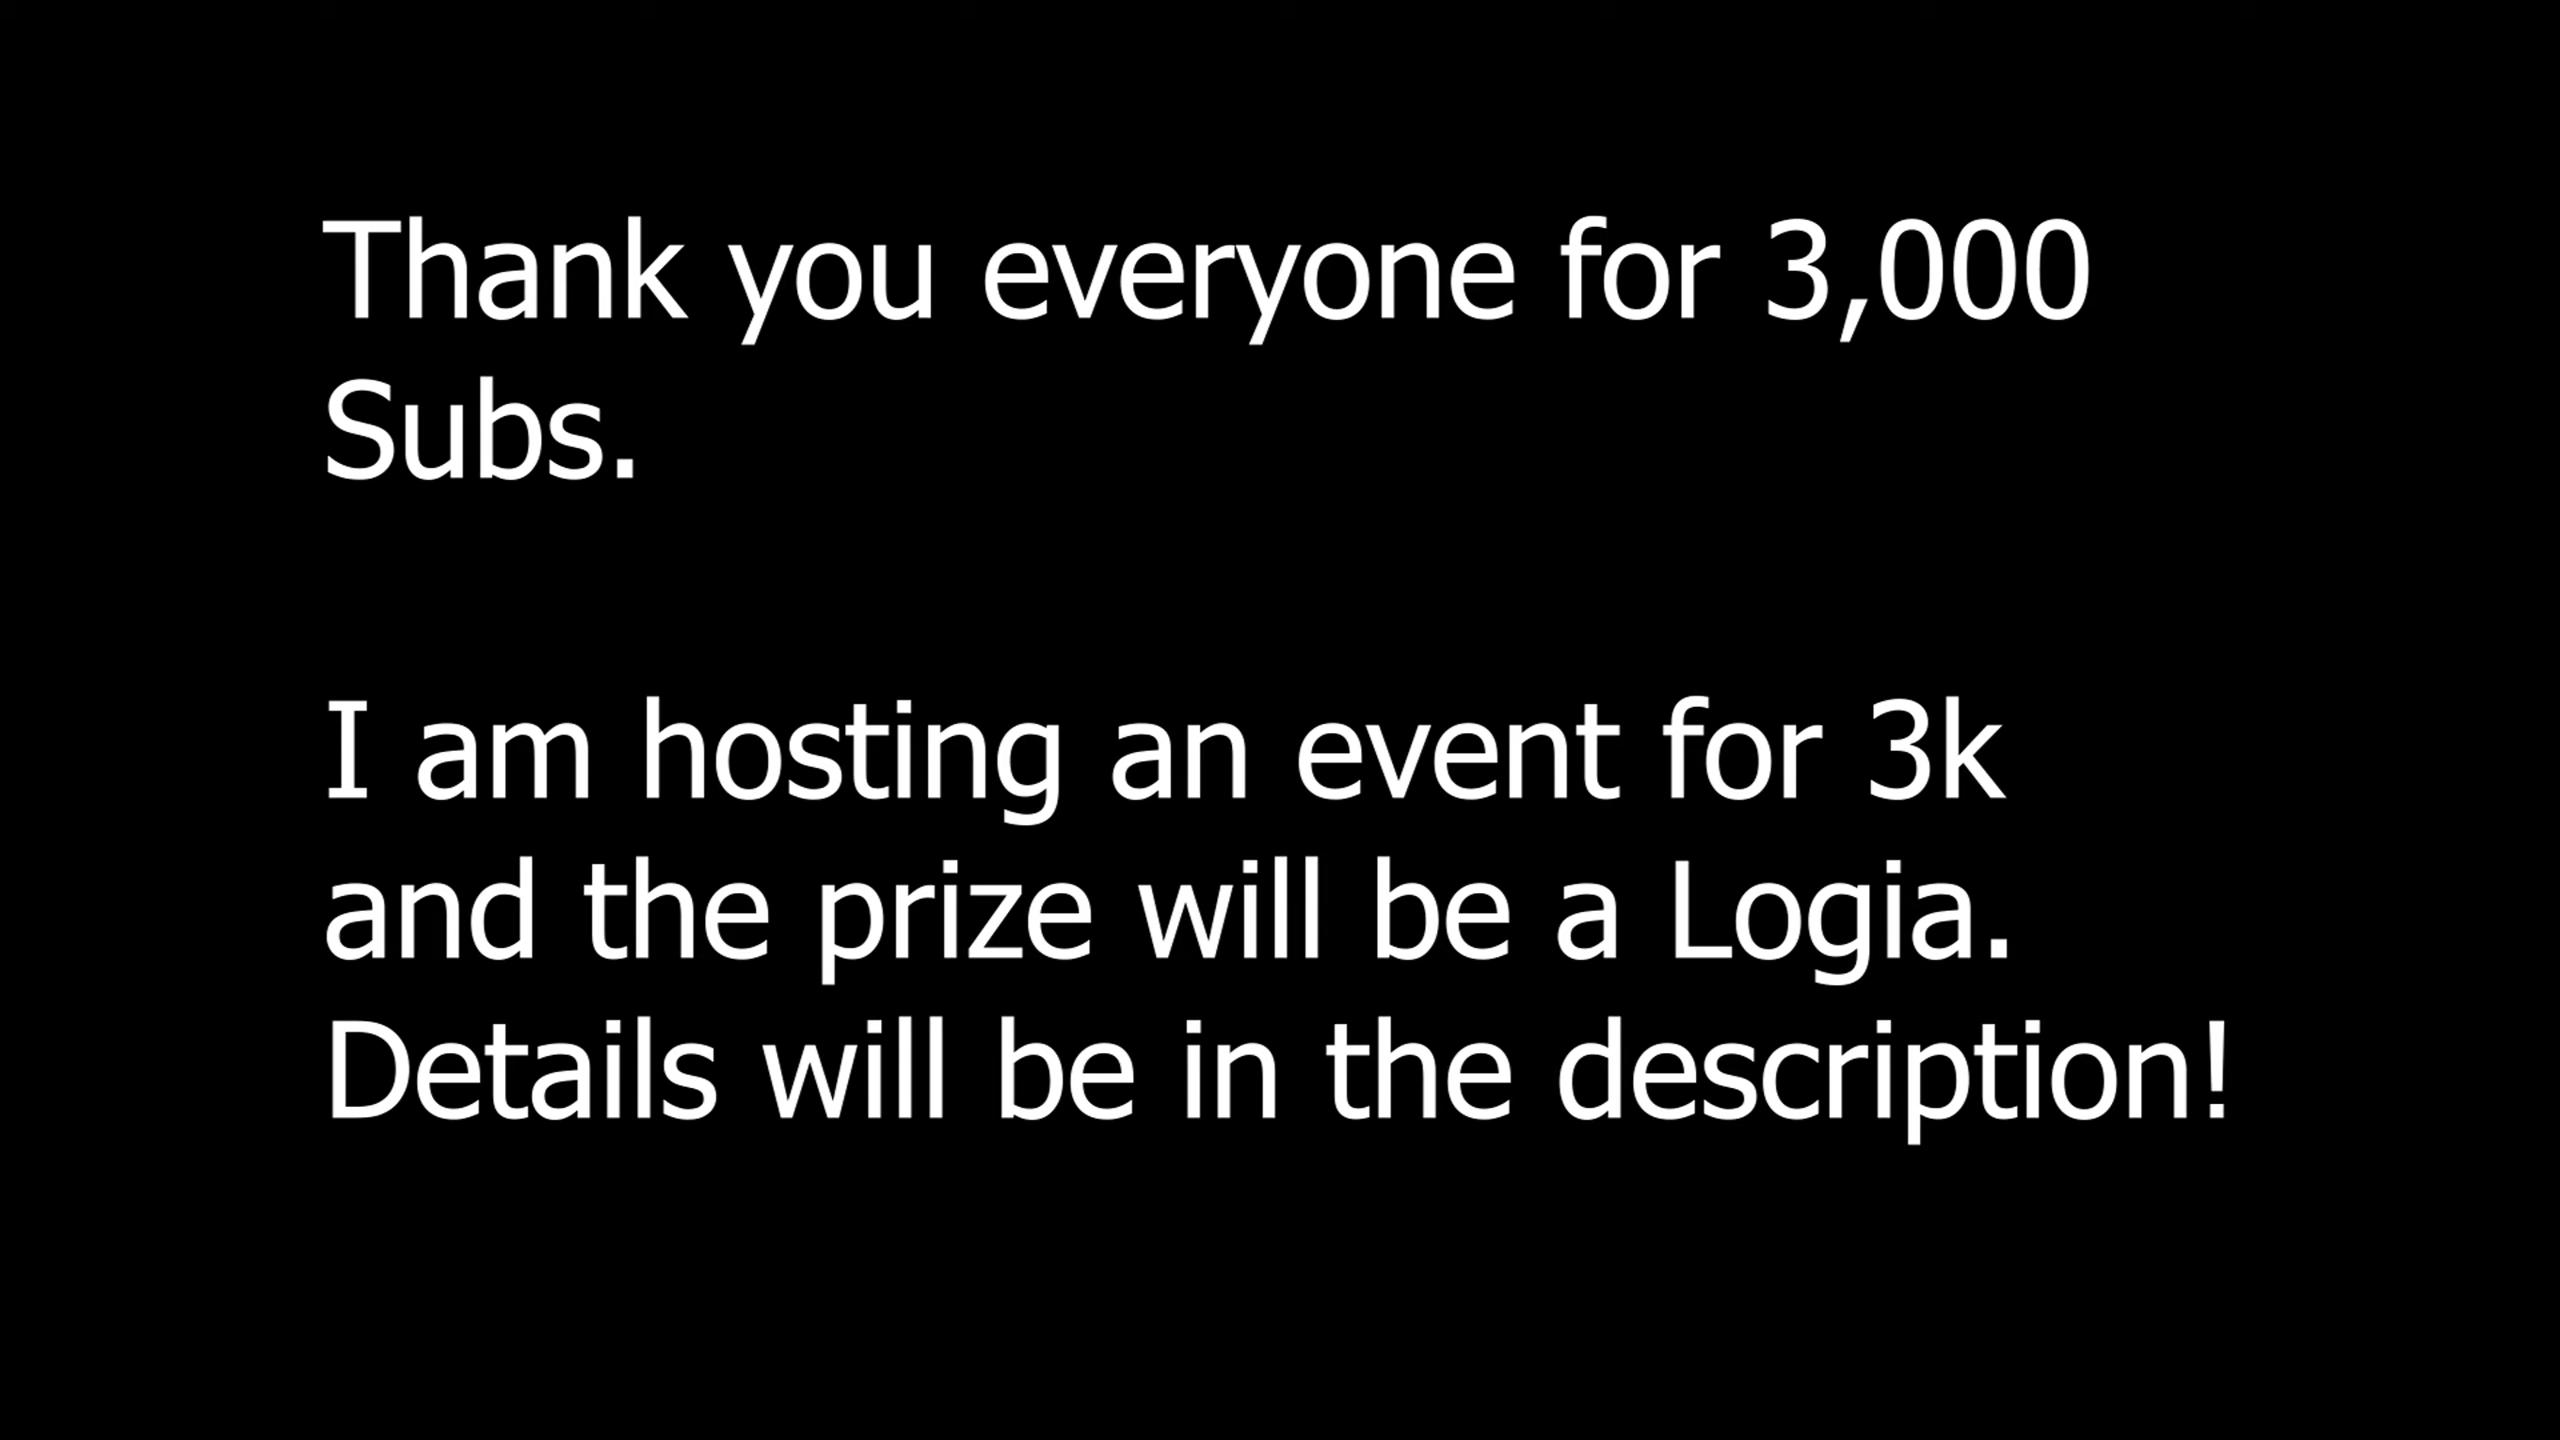 Thank you everyone for 3,000
Subs.
I am hosting an event for 3k
and the prize will be a Logia.
Details will be in the description!